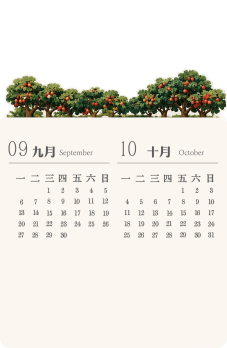 09 九月 September
一 二 三 四 五 六 日
1 2 3 4 5
6 7 8 9 10 11 12
13 14 15 16 17 18 19
20 21 22 23 24 25 26
27 28 29 30
10 十月 October
一 二 三 四 五 六 日
1 2 3
4 5 6 7 8 9 10
11 12 13 14 15 16 17
18 19 20 21 22 23 24
25 26 27 28 29 30 31